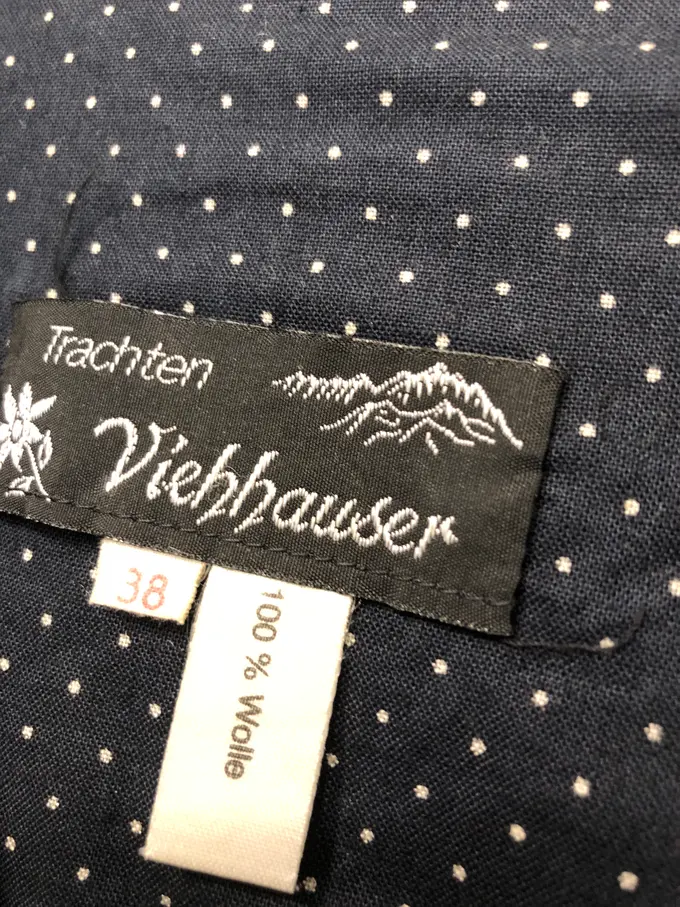 Trachten
Viehhauser
38
100 % Wolle